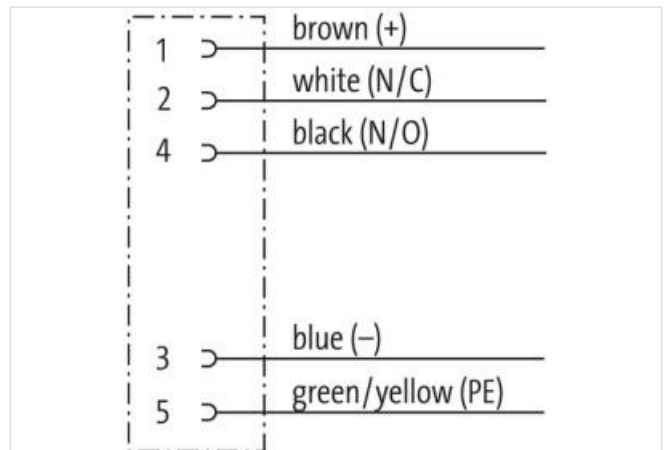 1 brown (+)
2 white (N/C)
4 black (N/O)
3 blue (–)
5 green/yellow (PE)